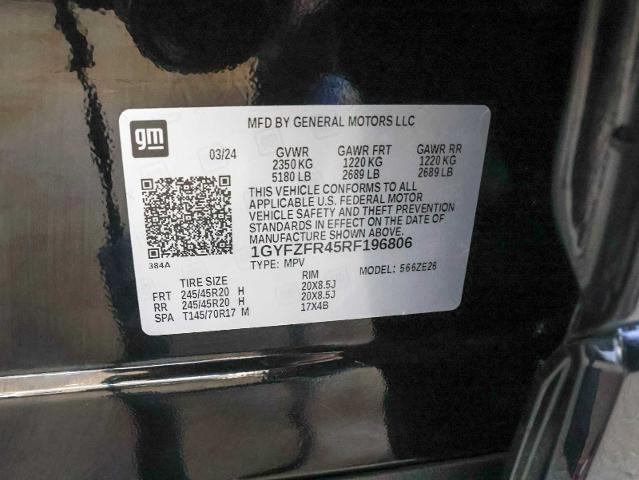 gm
MFD BY GENERAL MOTORS LLC
03/24 GVWR GAWR FRT GAWR RR
2350 KG 1220 KG 1220 KG
5180 LB 2689 LB 2689 LB
THIS VEHICLE CONFORMS TO ALL
APPLICABLE U.S. FEDERAL MOTOR
VEHICLE SAFETY AND THEFT PREVENTION
STANDARDS IN EFFECT ON THE DATE OF
MANUFACTURE SHOWN ABOVE.
384A
1GYFZFR45RF196806
TYPE: MPV MODEL: 566ZE26
TIRE SIZE RIM
FRT 245/45R20 H 20X8.5J
RR 245/45R20 H 20X8.5J
SPA T145/70R17 M 17X4B